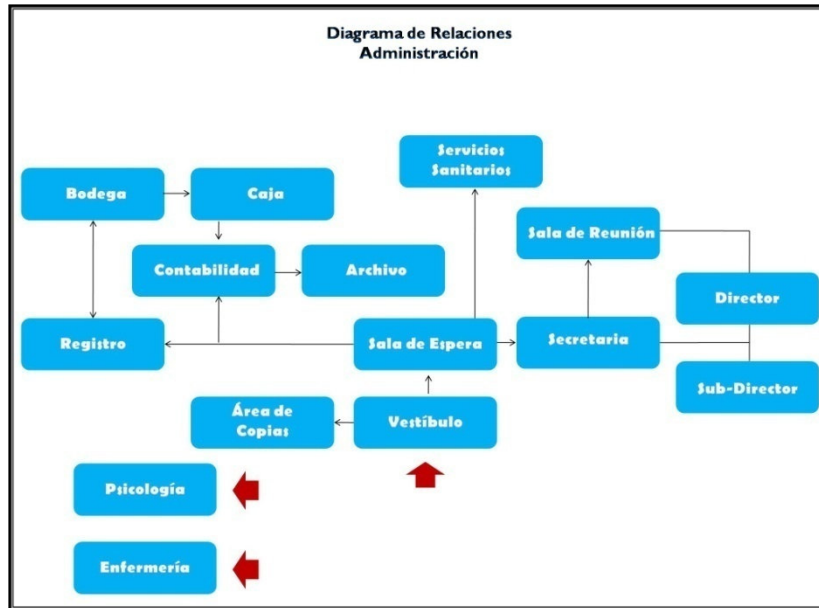 Diagrama de Relaciones
Administración
Servicios
Sanitarios
Bodega
Caja
Sala de Reunión
Contabilidad
Archivo
Director
Registro
Sala de Espera
Secretaria
Sub-Director
Área de
Copias
Vestíbulo
Psicología
Enfermería